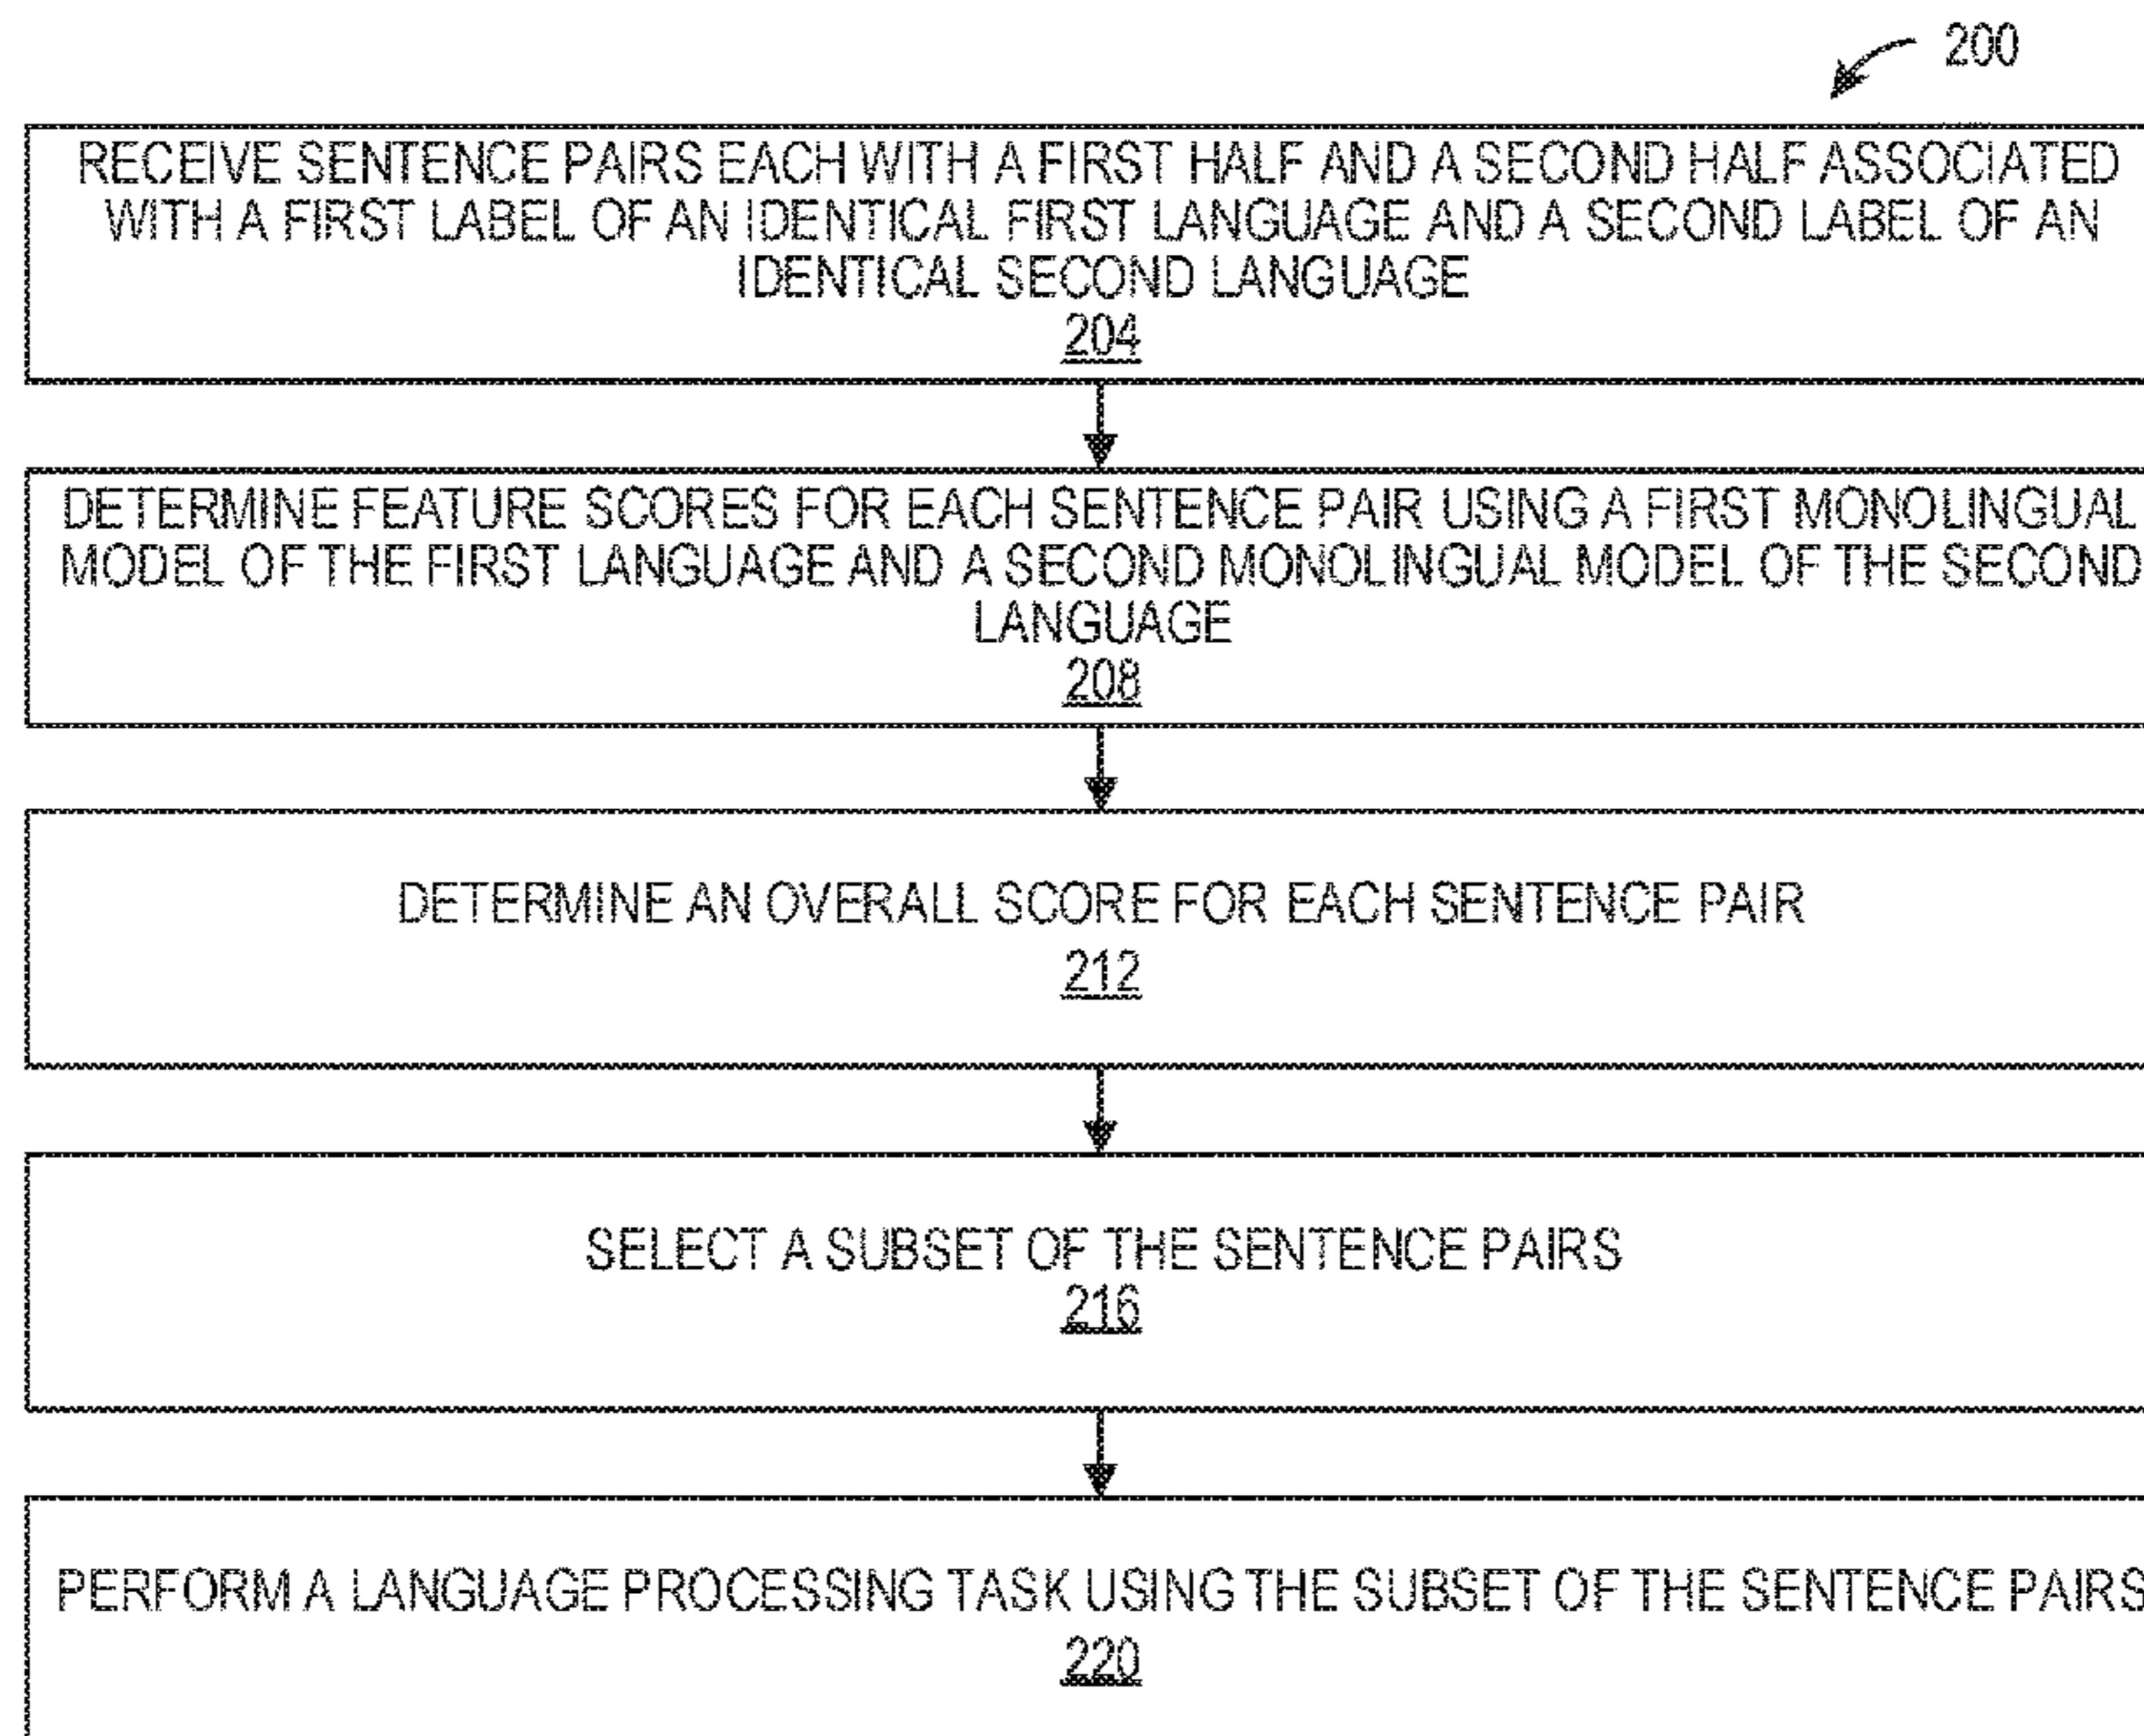 200
RECEIVE SENTENCE PAIRS EACH WITH A FIRST HALF AND A SECOND HALF ASSOCIATED
WITH A FIRST LABEL OF AN IDENTICAL FIRST LANGUAGE AND A SECOND LABEL OF AN
IDENTICAL SECOND LANGUAGE
204
DETERMINE FEATURE SCORES FOR EACH SENTENCE PAIR USING A FIRST MONOLINGUAL
MODEL OF THE FIRST LANGUAGE AND A SECOND MONOLINGUAL MODEL OF THE SECOND
LANGUAGE
208
DETERMINE AN OVERALL SCORE FOR EACH SENTENCE PAIR
212
SELECT A SUBSET OF THE SENTENCE PAIRS
216
PERFORM A LANGUAGE PROCESSING TASK USING THE SUBSET OF THE SENTENCE PAIRS
220